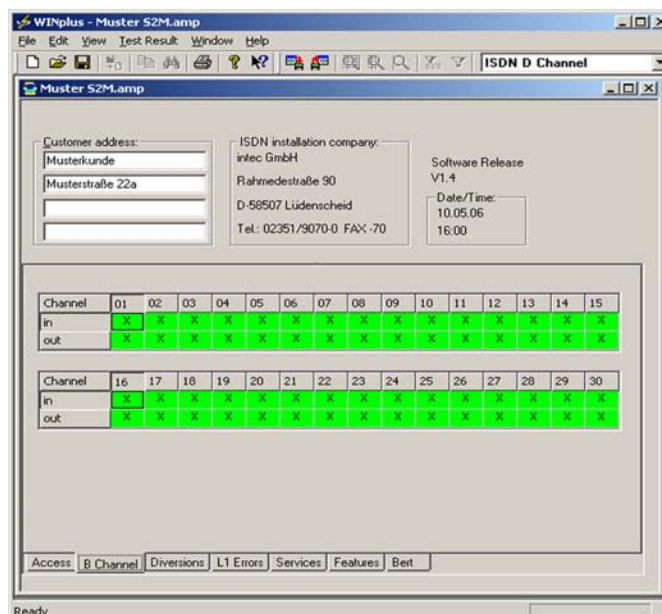 WINplus - Muster S2M.amp
File Edit View Test Result Window Help
ISDN D Channel
Muster S2M.amp
Customer address:
Musterkunde
Musterstraße 22a
ISDN installation company:
intec GmbH
Rahmedestraße 90
D-58507 Lüdenscheid
Tel.: 02351/9070-0 FAX -70
Software Release
V1.4
Date/Time:
10.05.06
16:00
Channel 01 02 03 04 05 06 07 08 09 10 11 12 13 14 15
in X X X X X X X X X X X X X X X
out X X X X X X X X X X X X X X X
Channel 16 17 18 19 20 21 22 23 24 25 26 27 28 29 30
in X X X X X X X X X X X X X X X
out X X X X X X X X X X X X X X X
Access B Channel Diversions L1 Errors Services Features Bert
Ready